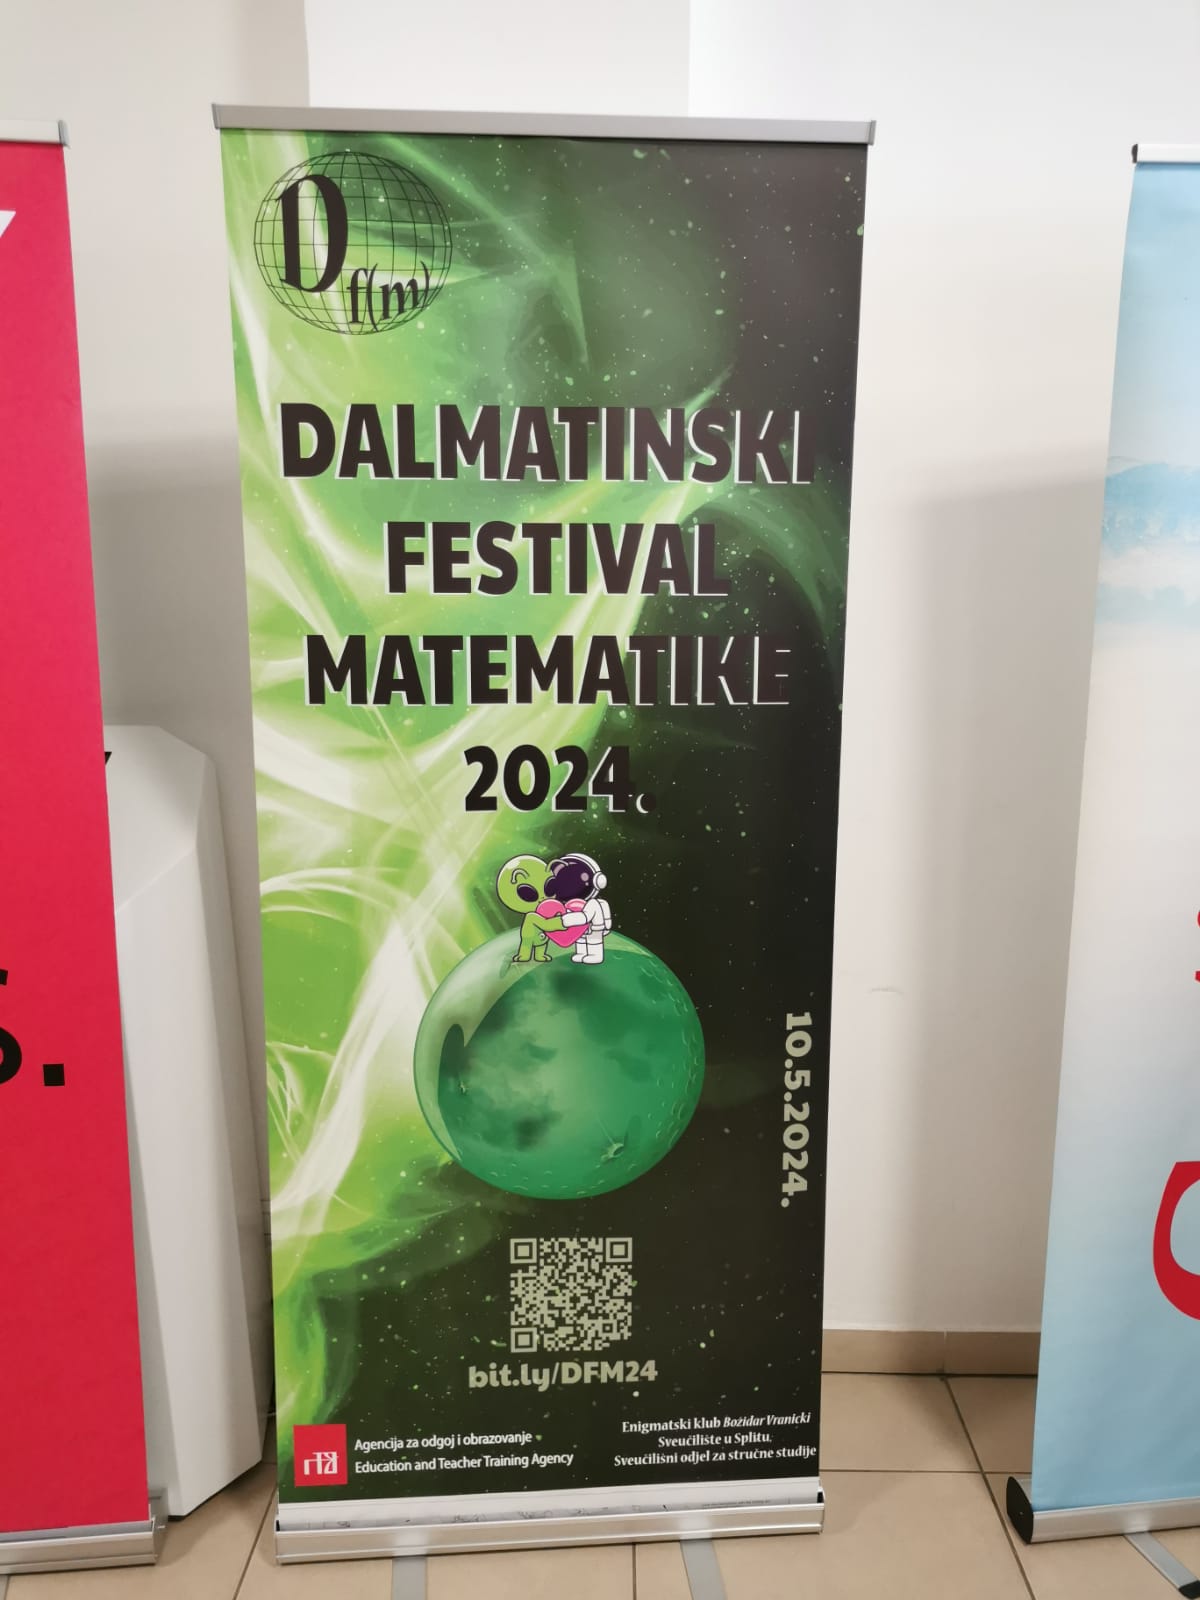 D
f(m)
DALMATINSKI
FESTIVAL
MATEMATIKE
2024.
10.5.2024.
bit.ly/DFM24
Agencija za odgoj i obrazovanje
Education and Teacher Training Agency
Enigmatski klub Božidar Vranicki
Sveučilište u Splitu,
Sveučilišni odjel za stručne studije